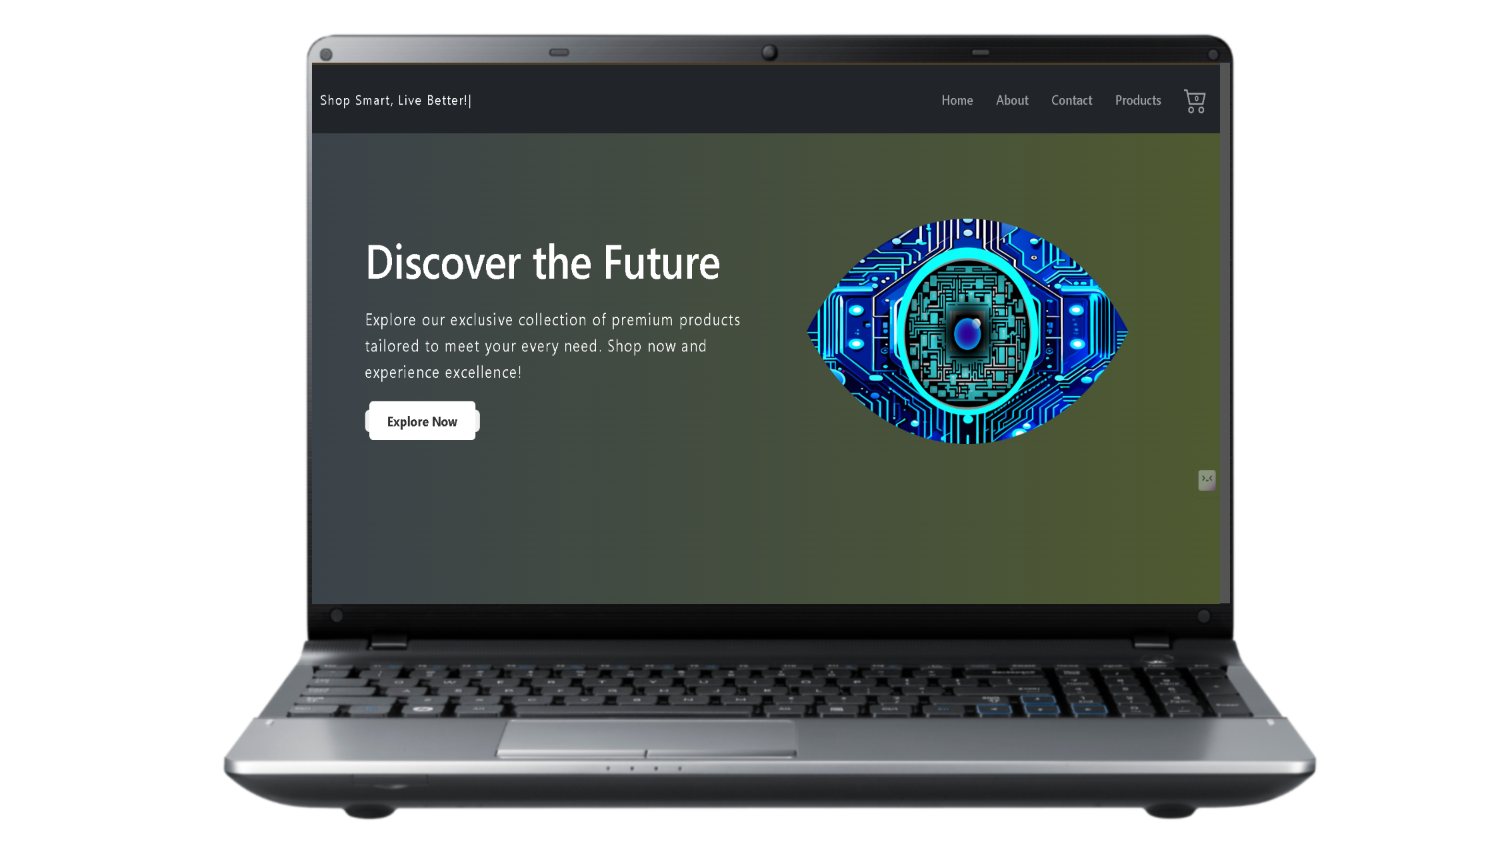 Shop Smart, Live Better!|
Home About Contact Products 0
Discover the Future
Explore our exclusive collection of premium products
tailored to meet your every need. Shop now and
experience excellence!
Explore Now